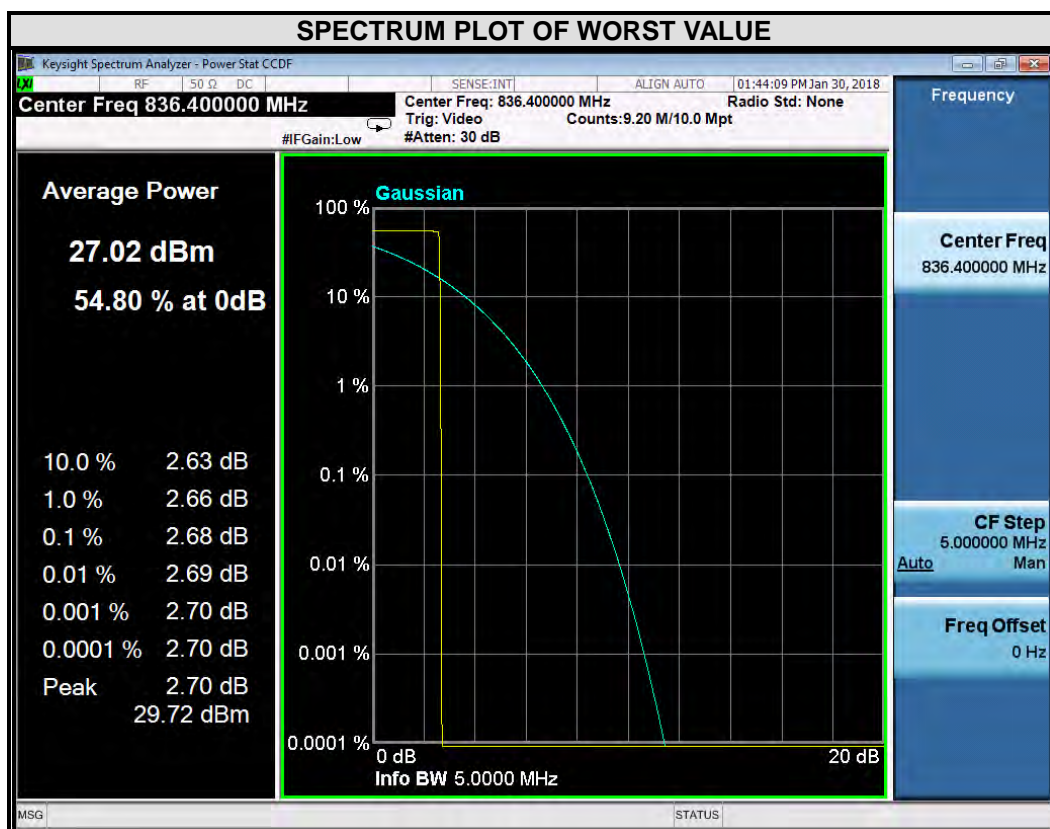 SPECTRUM PLOT OF WORST VALUE
Keysight Spectrum Analyzer - Power Stat CCDF
LXI RF 50 Ω DC SENSE:INT ALIGN AUTO 01:44:09 PM Jan 30, 2018
Center Freq 836.400000 MHz
Center Freq: 836.400000 MHz Radio Std: None
Trig: Video Counts:9.20 M/10.0 Mpt
#IFGain:Low #Atten: 30 dB
Frequency
Average Power
27.02 dBm
54.80 % at 0dB
10.0 % 2.63 dB
1.0 % 2.66 dB
0.1 % 2.68 dB
0.01 % 2.69 dB
0.001 % 2.70 dB
0.0001 % 2.70 dB
Peak 2.70 dB
29.72 dBm
Gaussian
100 %
10 %
1 %
0.1 %
0.01 %
0.001 %
0.0001 %
0 dB 20 dB
Info BW 5.0000 MHz
Center Freq
836.400000 MHz
CF Step
5.000000 MHz
Auto Man
Freq Offset
0 Hz
MSG STATUS